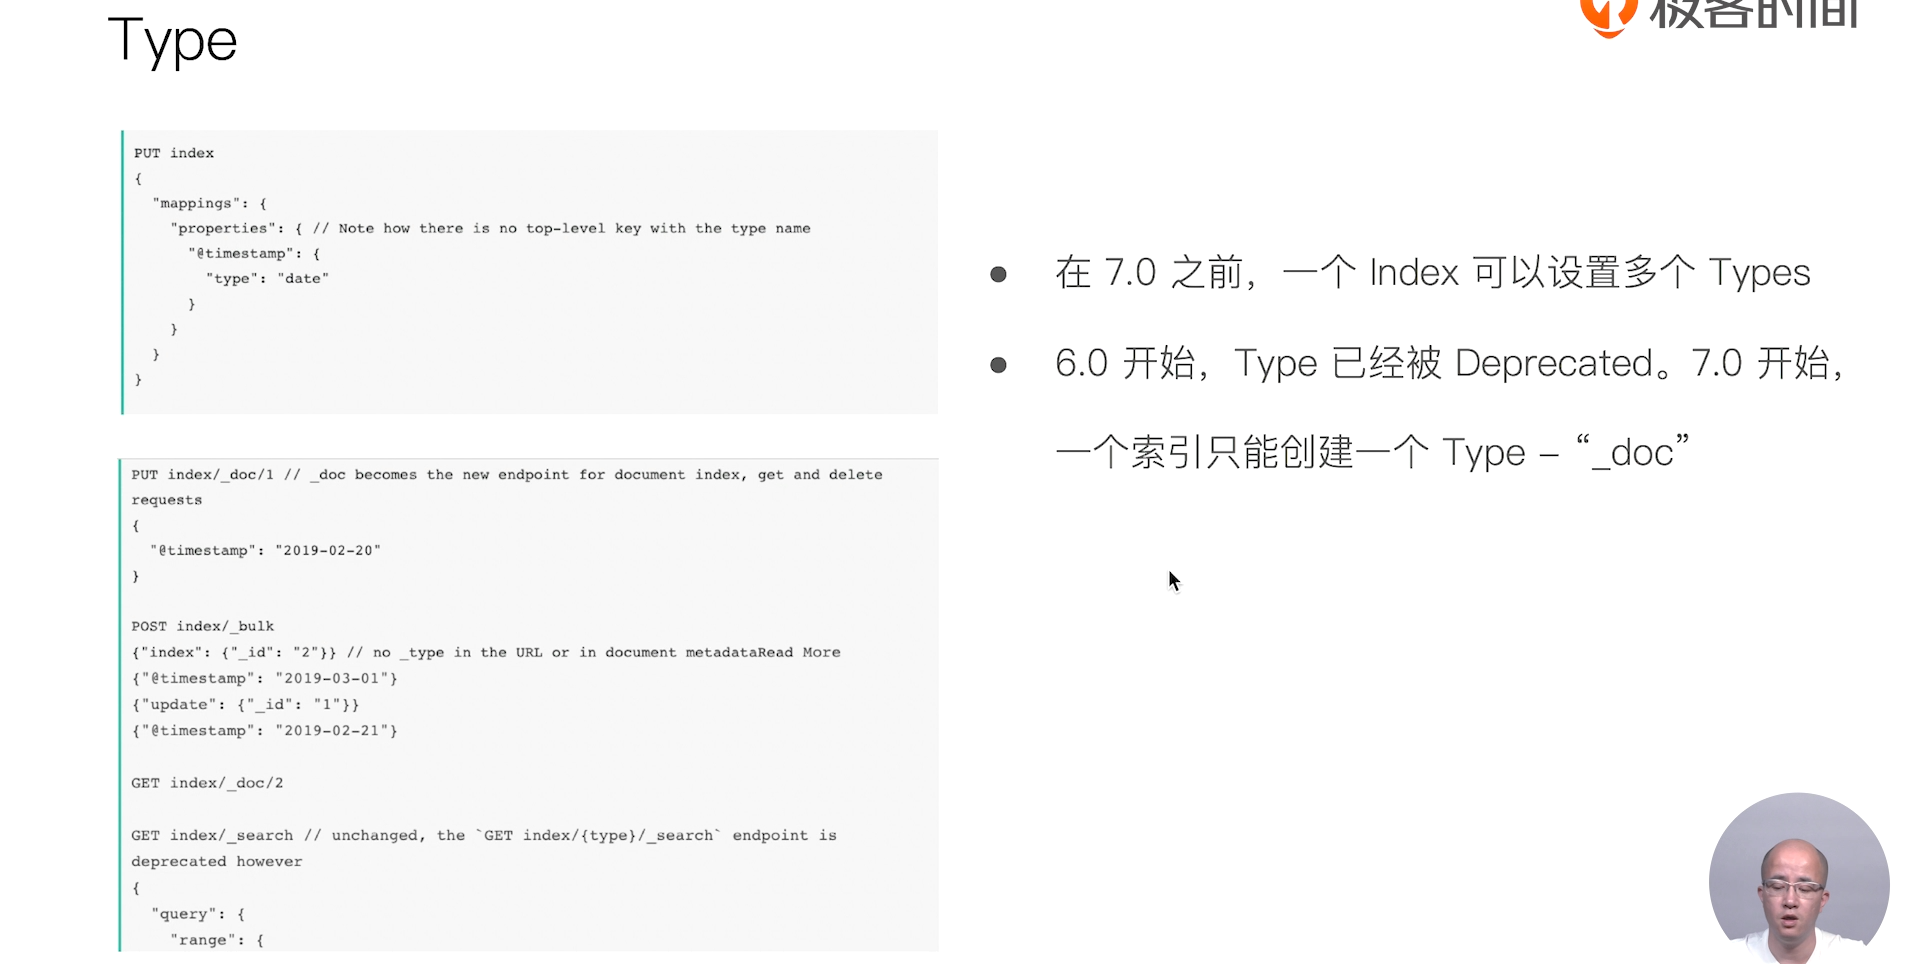 极客时间
Type
PUT index
{
"mappings": {
"properties": { // Note how there is no top-level key with the type name
"@timestamp": {
"type": "date"
}
}
}
}
PUT index/_doc/1 // _doc becomes the new endpoint for document index, get and delete
requests
{
"@timestamp": "2019-02-20"
}
POST index/_bulk
{"index": {"_id": "2"}} // no _type in the URL or in document metadataRead More
{"@timestamp": "2019-03-01"}
{"update": {"_id": "1"}}
{"@timestamp": "2019-02-21"}
GET index/_doc/2
GET index/_search // unchanged, the `GET index/{type}/_search` endpoint is
deprecated however
{
"query": {
"range": {
● 在 7.0 之前，一个 Index 可以设置多个 Types
● 6.0 开始，Type 已经被 Deprecated。7.0 开始，
一个索引只能创建一个 Type – “_doc”